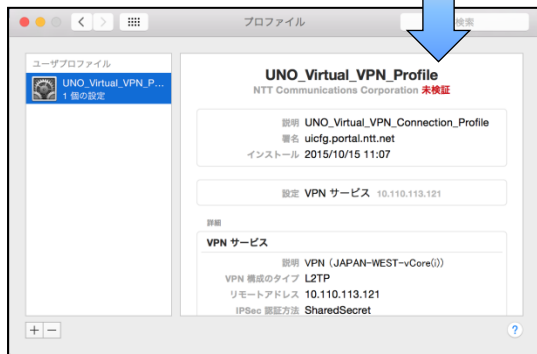 プロファイル
検索
ユーザプロファイル
UNO_Virtual_VPN_P...
1 個の設定
UNO_Virtual_VPN_Profile
NTT Communications Corporation 未検証
説明 UNO_Virtual_VPN_Connection_Profile
署名 uicfg.portal.ntt.net
インストール 2015/10/15 11:07
設定 VPN サービス 10.110.113.121
詳細
VPN サービス
説明 VPN（JAPAN-WEST-vCore(i)）
VPN 構成のタイプ L2TP
リモートアドレス 10.110.113.121
IPSec 認証方法 SharedSecret
+ − ?